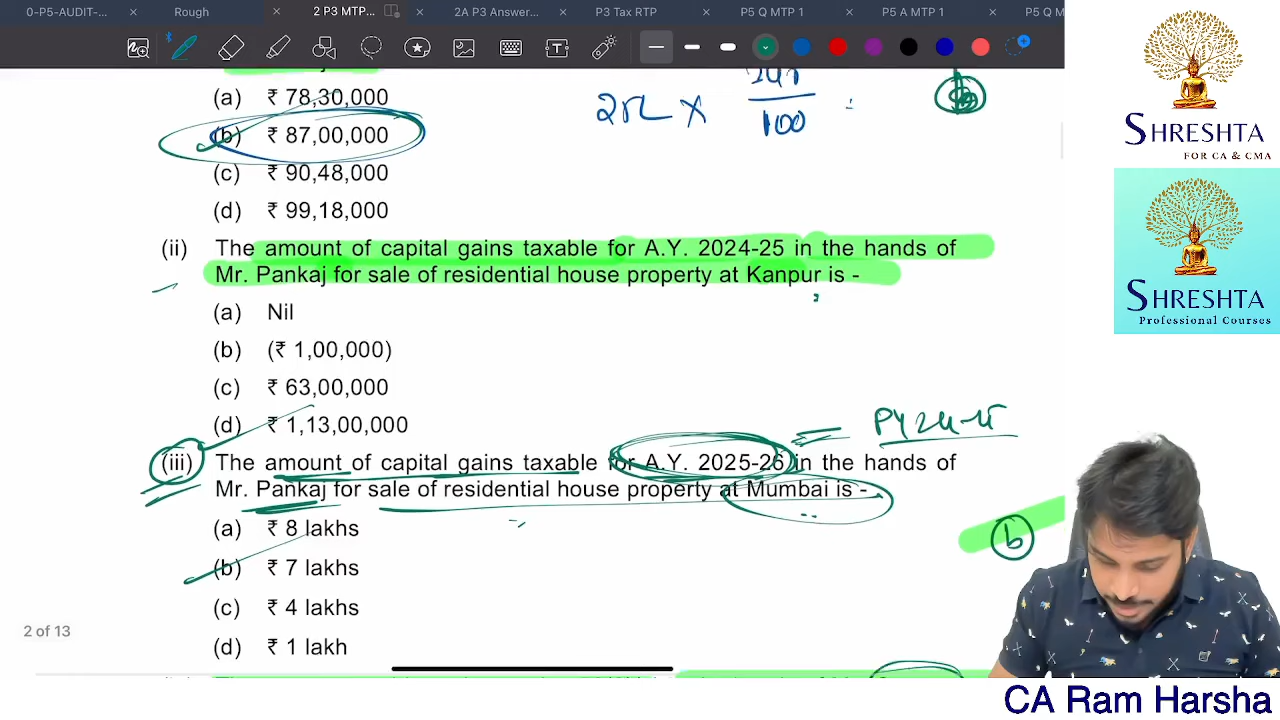 0-P5-AUDIT-
Rough
2 P3 MTP...
2A P3 Answer...
P3 Tax RTP
P5 Q MTP 1
P5 A MTP 1
P5 Q M
(a) ₹ 78,30,000
(b) ₹ 87,00,000
(c) ₹ 90,48,000
(d) ₹ 99,18,000
100
(ii) The amount of capital gains taxable for A.Y. 2024-25 in the hands of
Mr. Pankaj for sale of residential house property at Kanpur is -
(a) Nil
(b) (₹ 1,00,000)
(c) ₹ 63,00,000
(d) ₹ 1,13,00,000
(iii) The amount of capital gains taxable for A.Y. 2025-26 in the hands of
Mr. Pankaj for sale of residential house property at Mumbai is -
(a) ₹ 8 lakhs
(b) ₹ 7 lakhs
(c) ₹ 4 lakhs
(d) ₹ 1 lakh
b
2 of 13
SHRESHTA
FOR CA & CMA
SHRESHTA
Professional Courses
CA Ram Harsha